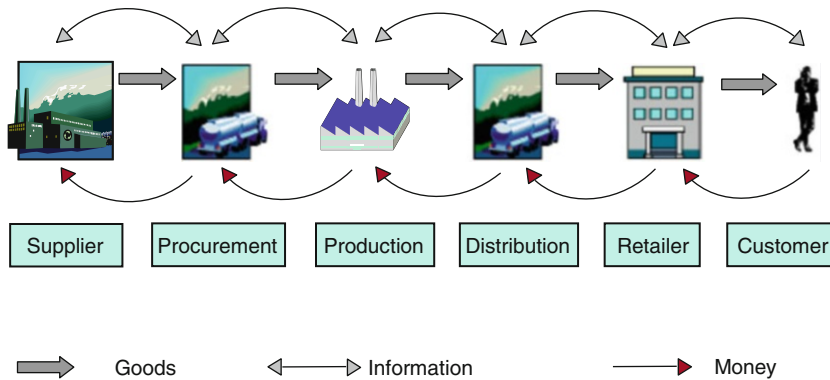 Supplier Procurement Production Distribution Retailer Customer
Goods Information Money